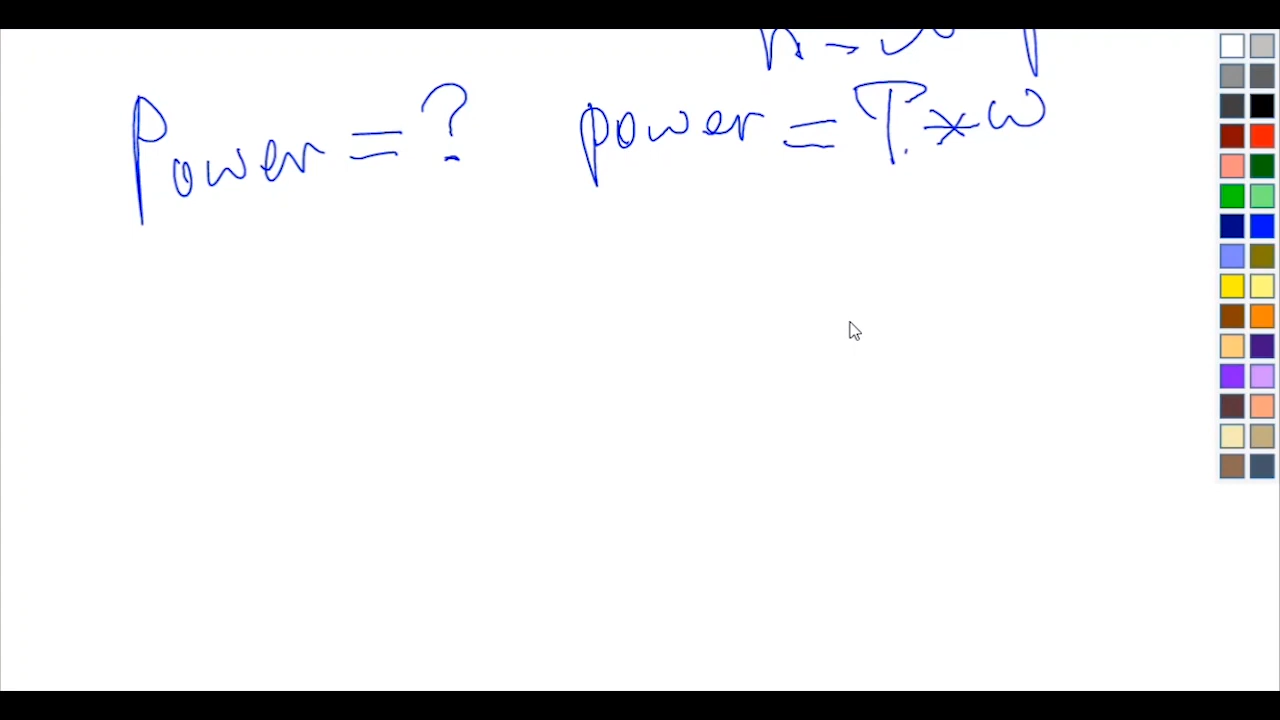 Power = ? power = T * ω